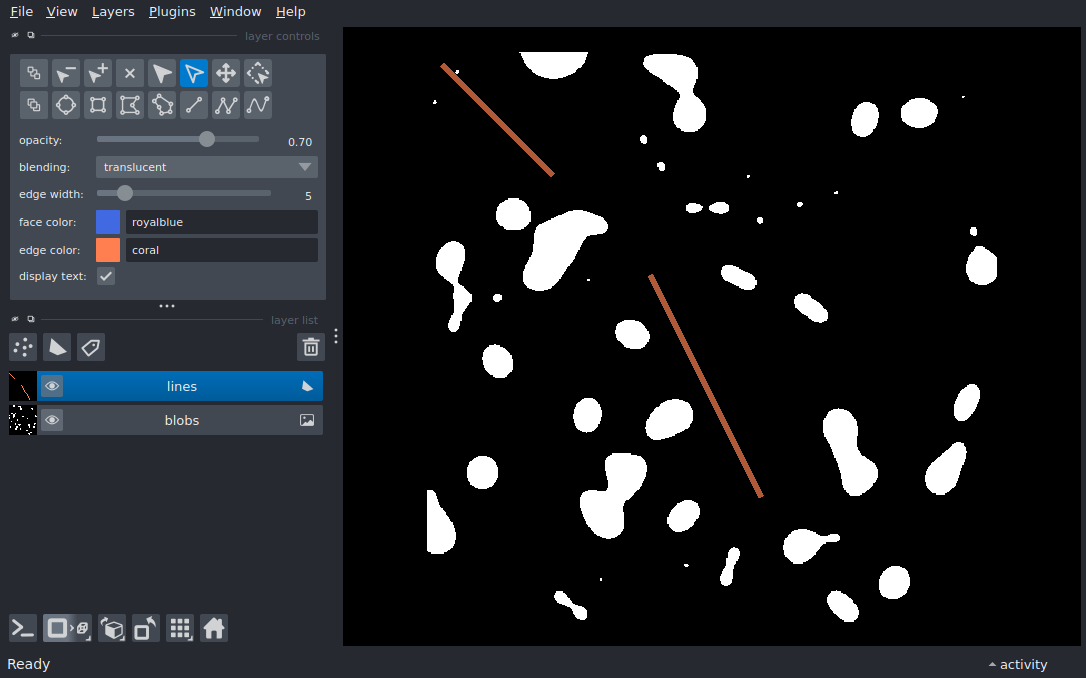 File View Layers Plugins Window Help
layer controls
opacity: 0.70
blending: translucent
edge width: 5
face color: royalblue
edge color: coral
display text:
layer list
lines
blobs
Ready
activity